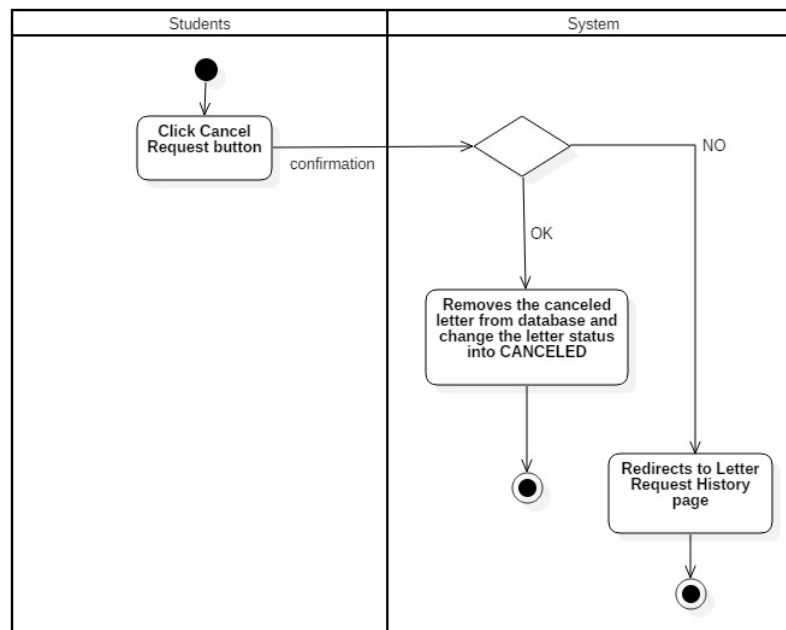 Students
System
Click Cancel
Request button
confirmation
NO
OK
Removes the canceled
letter from database and
change the letter status
into CANCELED
Redirects to Letter
Request History
page